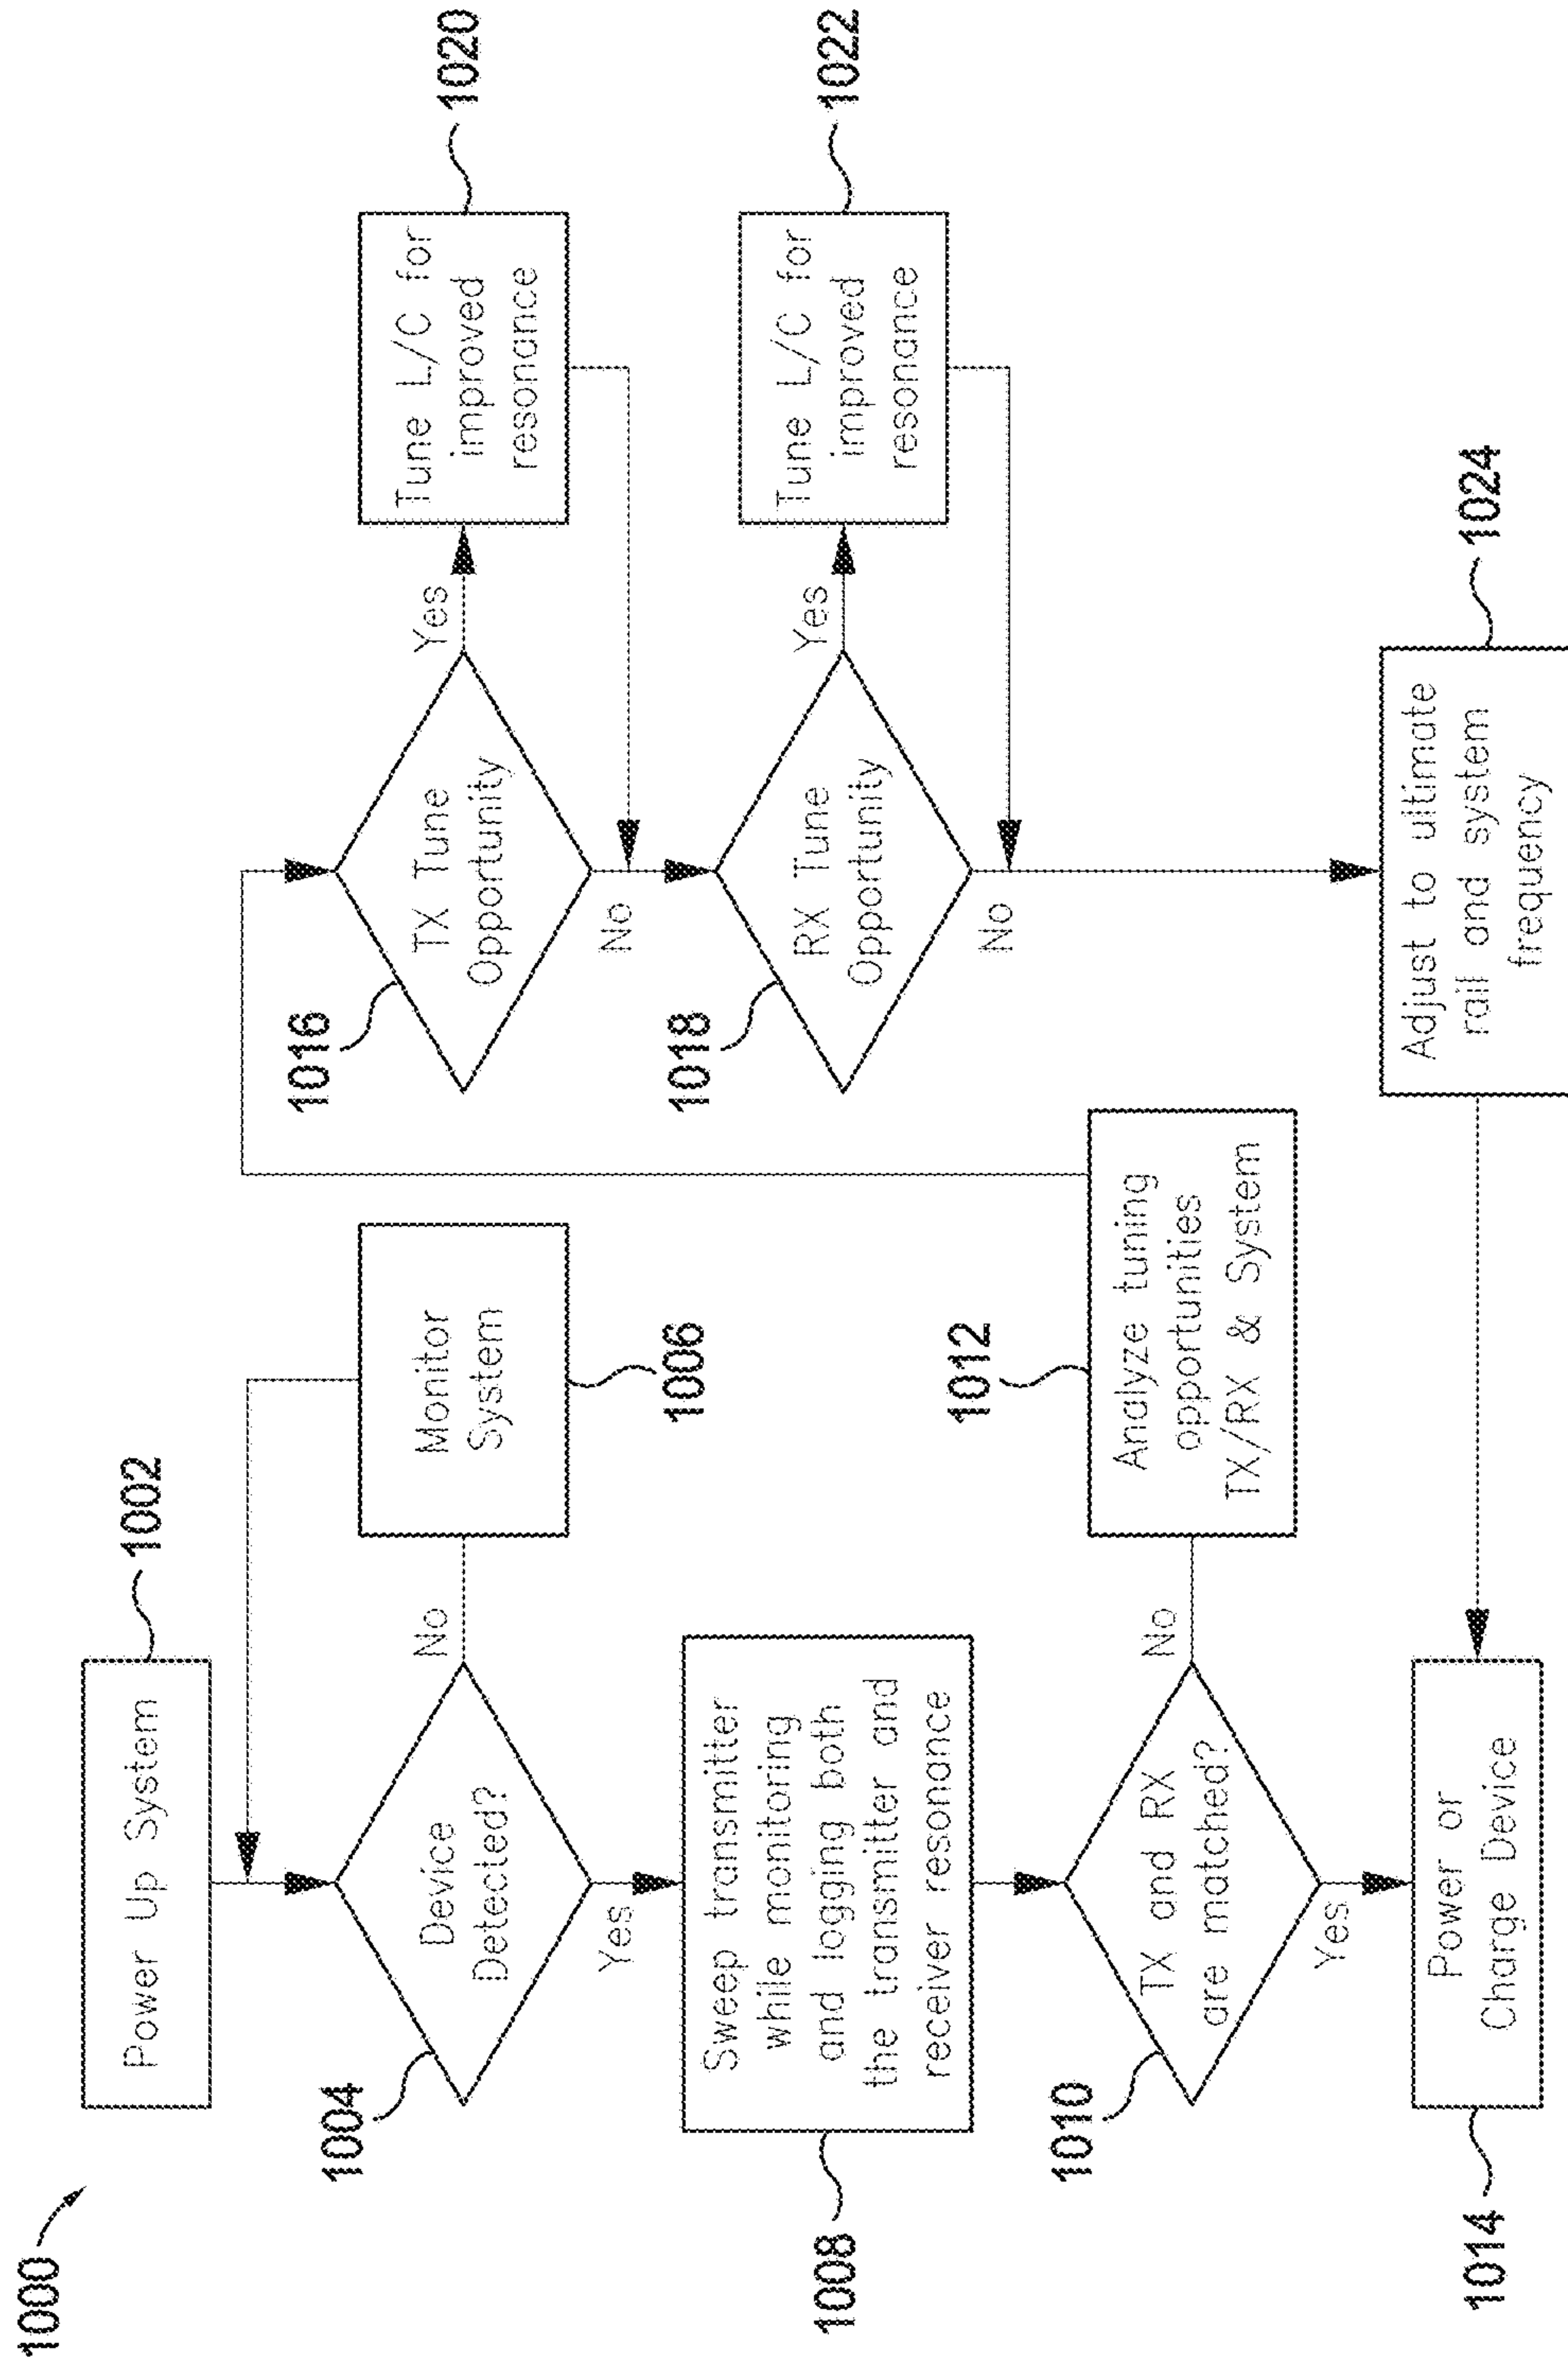 1000
Power Up System
1002
1004
Device
Detected?
No
Monitor
System
1006
Yes
Sweep transmitter
while monitoring
and logging both
the transmitter and
receiver resonance
1008
1010
TX and RX
are matched?
No
Analyze tuning
opportunities
TX/RX & System
1012
Yes
Power or
Charge Device
1014
1016
TX Tune
Opportunity
Yes
Tune L/C for
improved
resonance
1020
No
1018
RX Tune
Opportunity
Yes
Tune L/C for
improved
resonance
1022
No
Adjust to ultimate
rail and system
frequency
1024